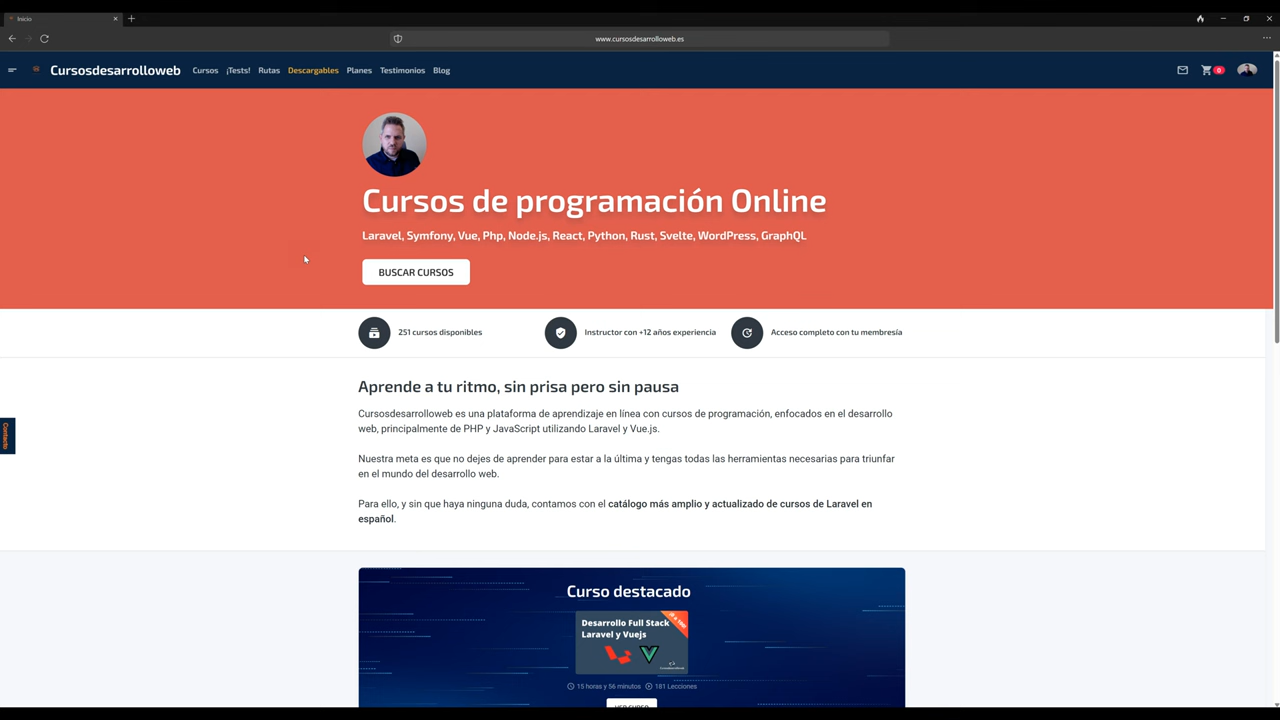 Inicio
www.cursosdesarrolloweb.es
Cursosdesarrolloweb Cursos ¡Tests! Rutas Descargables Planes Testimonios Blog 0
Cursos de programación Online
Laravel, Symfony, Vue, Php, Node.js, React, Python, Rust, Svelte, WordPress, GraphQL
BUSCAR CURSOS
251 cursos disponibles Instructor con +12 años experiencia Acceso completo con tu membresía
Aprende a tu ritmo, sin prisa pero sin pausa
Cursosdesarrolloweb es una plataforma de aprendizaje en línea con cursos de programación, enfocados en el desarrollo
web, principalmente de PHP y JavaScript utilizando Laravel y Vue.js.
Contacto
Nuestra meta es que no dejes de aprender para estar a la última y tengas todas las herramientas necesarias para triunfar
en el mundo del desarrollo web.
Para ello, y sin que haya ninguna duda, contamos con el catálogo más amplio y actualizado de cursos de Laravel en
español.
Curso destacado
Desarrollo Full Stack
Laravel y Vuejs
15 horas y 56 minutos 181 Lecciones
VER CURSO